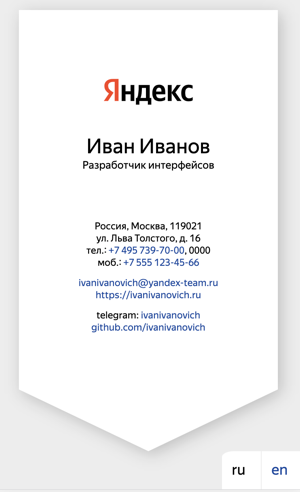 Яндекс
Иван Иванов
Разработчик интерфейсов
Россия, Москва, 119021
ул. Льва Толстого, д. 16
тел.: +7 495 739-70-00, 0000
моб.: +7 555 123-45-66
ivanivanovich@yandex-team.ru
https://ivanivanovich.ru
telegram: ivanivanovich
github.com/ivanivanovich
ru en